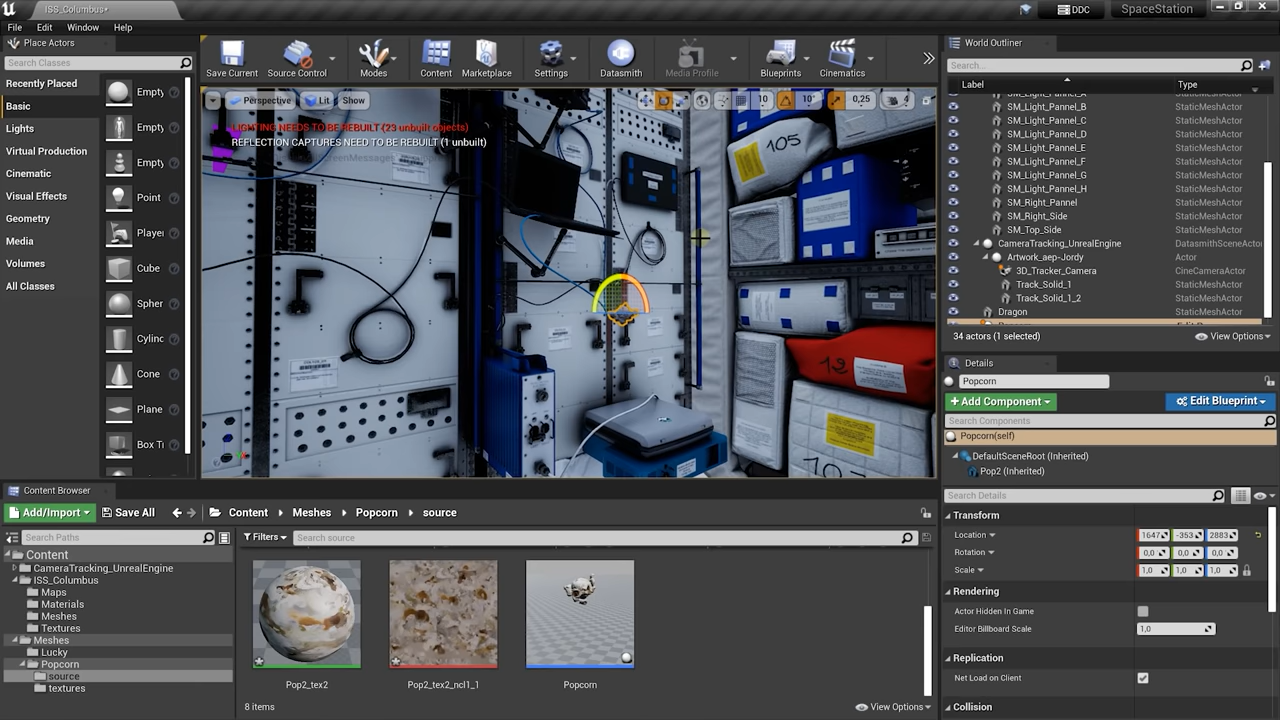 ISS_Columbus•
DDC
SpaceStation
File Edit Window Help
Place Actors
Search Classes
Recently Placed
Basic
Lights
Virtual Production
Cinematic
Visual Effects
Geometry
Media
Volumes
All Classes
Empty
Empty
Empty
Point
Player
Cube
Spher
Cylinc
Cone
Plane
Box Tr
Save Current
Source Control
Modes
Content
Marketplace
Settings
Datasmith
Media Profile
Blueprints
Cinematics
Perspective
Lit
Show
10
10°
0,25
4
LIGHTING NEEDS TO BE REBUILT (23 unbuilt objects)
REFLECTION CAPTURES NEED TO BE REBUILT (1 unbuilt)
105
12
107
World Outliner
Search...
Label Type
SM_Light_Pannel_A StaticMeshActor
SM_Light_Pannel_B StaticMeshActor
SM_Light_Pannel_C StaticMeshActor
SM_Light_Pannel_D StaticMeshActor
SM_Light_Pannel_E StaticMeshActor
SM_Light_Pannel_F StaticMeshActor
SM_Light_Pannel_G StaticMeshActor
SM_Light_Pannel_H StaticMeshActor
SM_Right_Pannel StaticMeshActor
SM_Right_Side StaticMeshActor
SM_Top_Side StaticMeshActor
CameraTracking_UnrealEngine DatasmithSceneActor
Artwork_aep-Jordy Actor
3D_Tracker_Camera CineCameraActor
Track_Solid_1 StaticMeshActor
Track_Solid_1_2 StaticMeshActor
Dragon StaticMeshActor
34 actors (1 selected)
View Options
Details
Popcorn
Add Component
Edit Blueprint
Search Components
Popcorn(self)
DefaultSceneRoot (Inherited)
Pop2 (Inherited)
Search Details
Transform
Location 1647 -353 2883
Rotation 0,0 0,0 0,0
Scale 1,0 1,0 1,0
Rendering
Actor Hidden In Game
Editor Billboard Scale 1,0
Replication
Net Load on Client
Collision
Content Browser
Add/Import
Save All
Content
Meshes
Popcorn
source
Search Paths
Filters
Search source
Content
CameraTracking_UnrealEngine
ISS_Columbus
Maps
Materials
Meshes
Textures
Meshes
Lucky
Popcorn
source
textures
Pop2_tex2
Pop2_tex2_ncl1_1
Popcorn
8 items
View Options